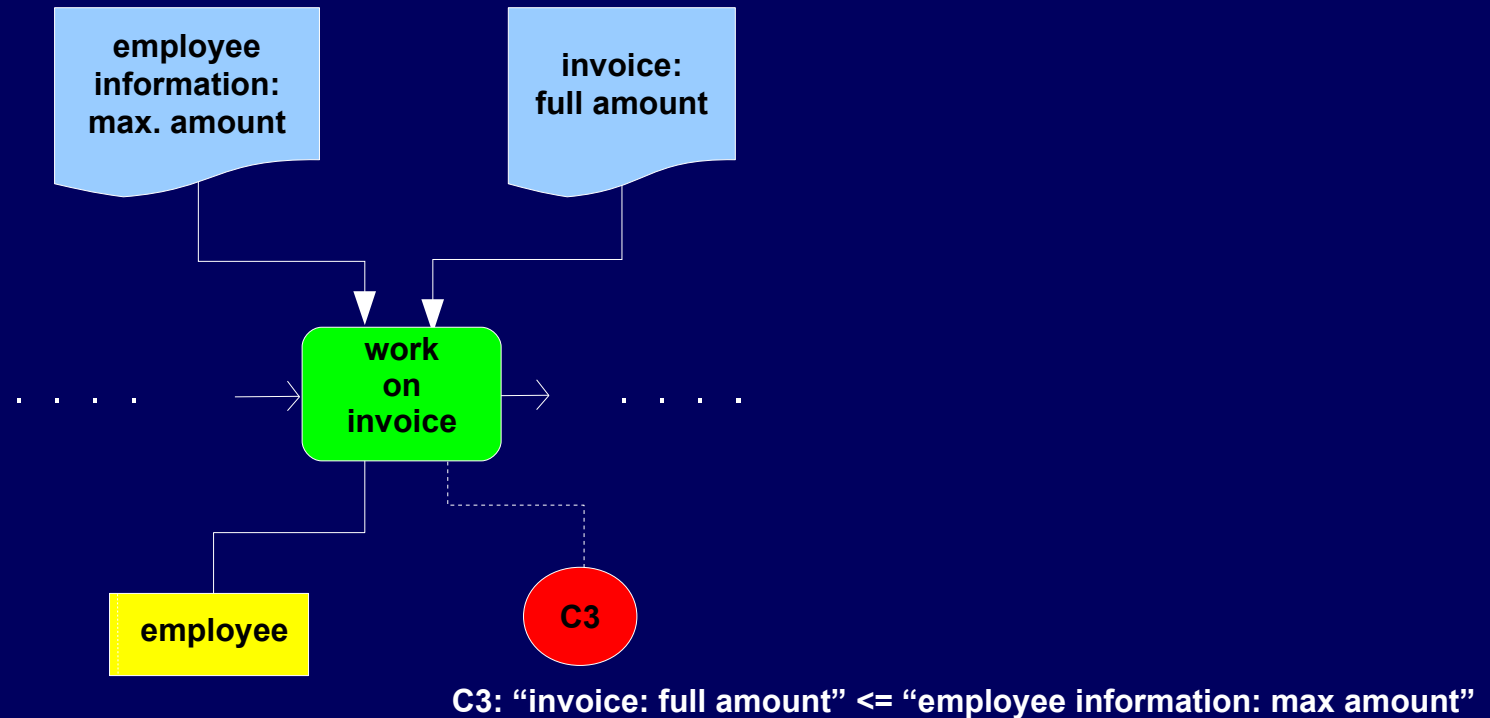 employee
information:
max. amount
invoice:
full amount
work
on
invoice
. . . .
. . . .
employee
C3
C3: “invoice: full amount” <= “employee information: max amount”